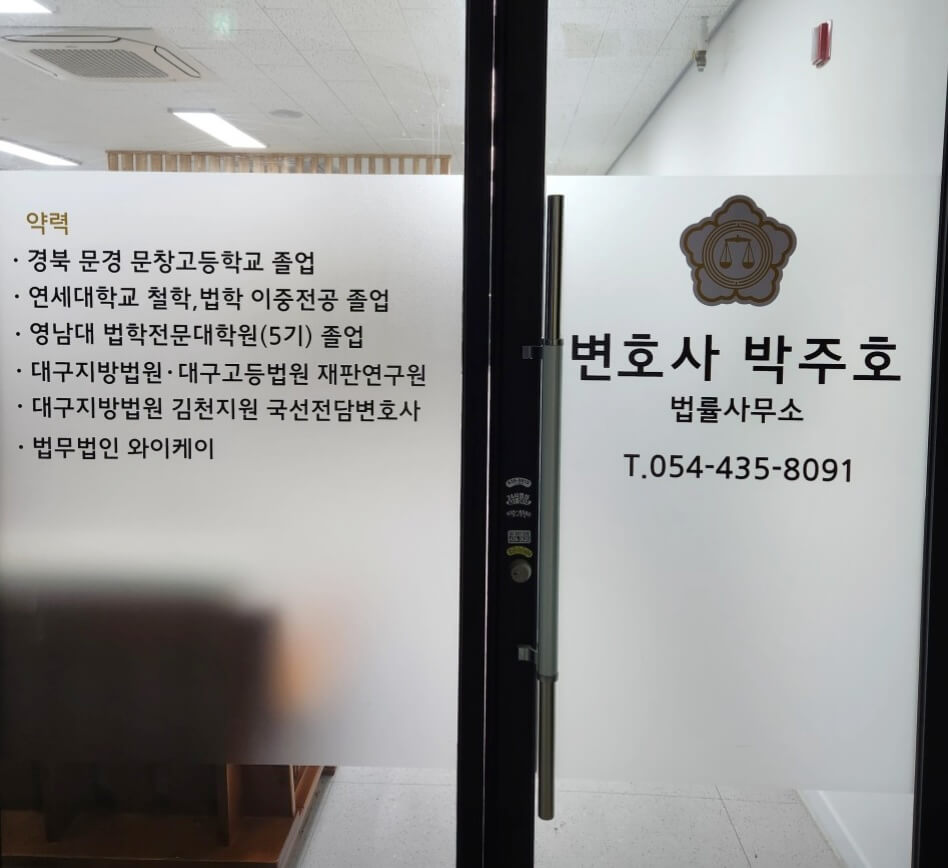 약력
· 경북 문경 문창고등학교 졸업
· 연세대학교 철학,법학 이중전공 졸업
· 영남대 법학전문대학원(5기) 졸업
· 대구지방법원·대구고등법원 재판연구원
· 대구지방법원 김천지원 국선전담변호사
· 법무법인 와이케이
변호사 박주호
법률사무소
T.054-435-8091